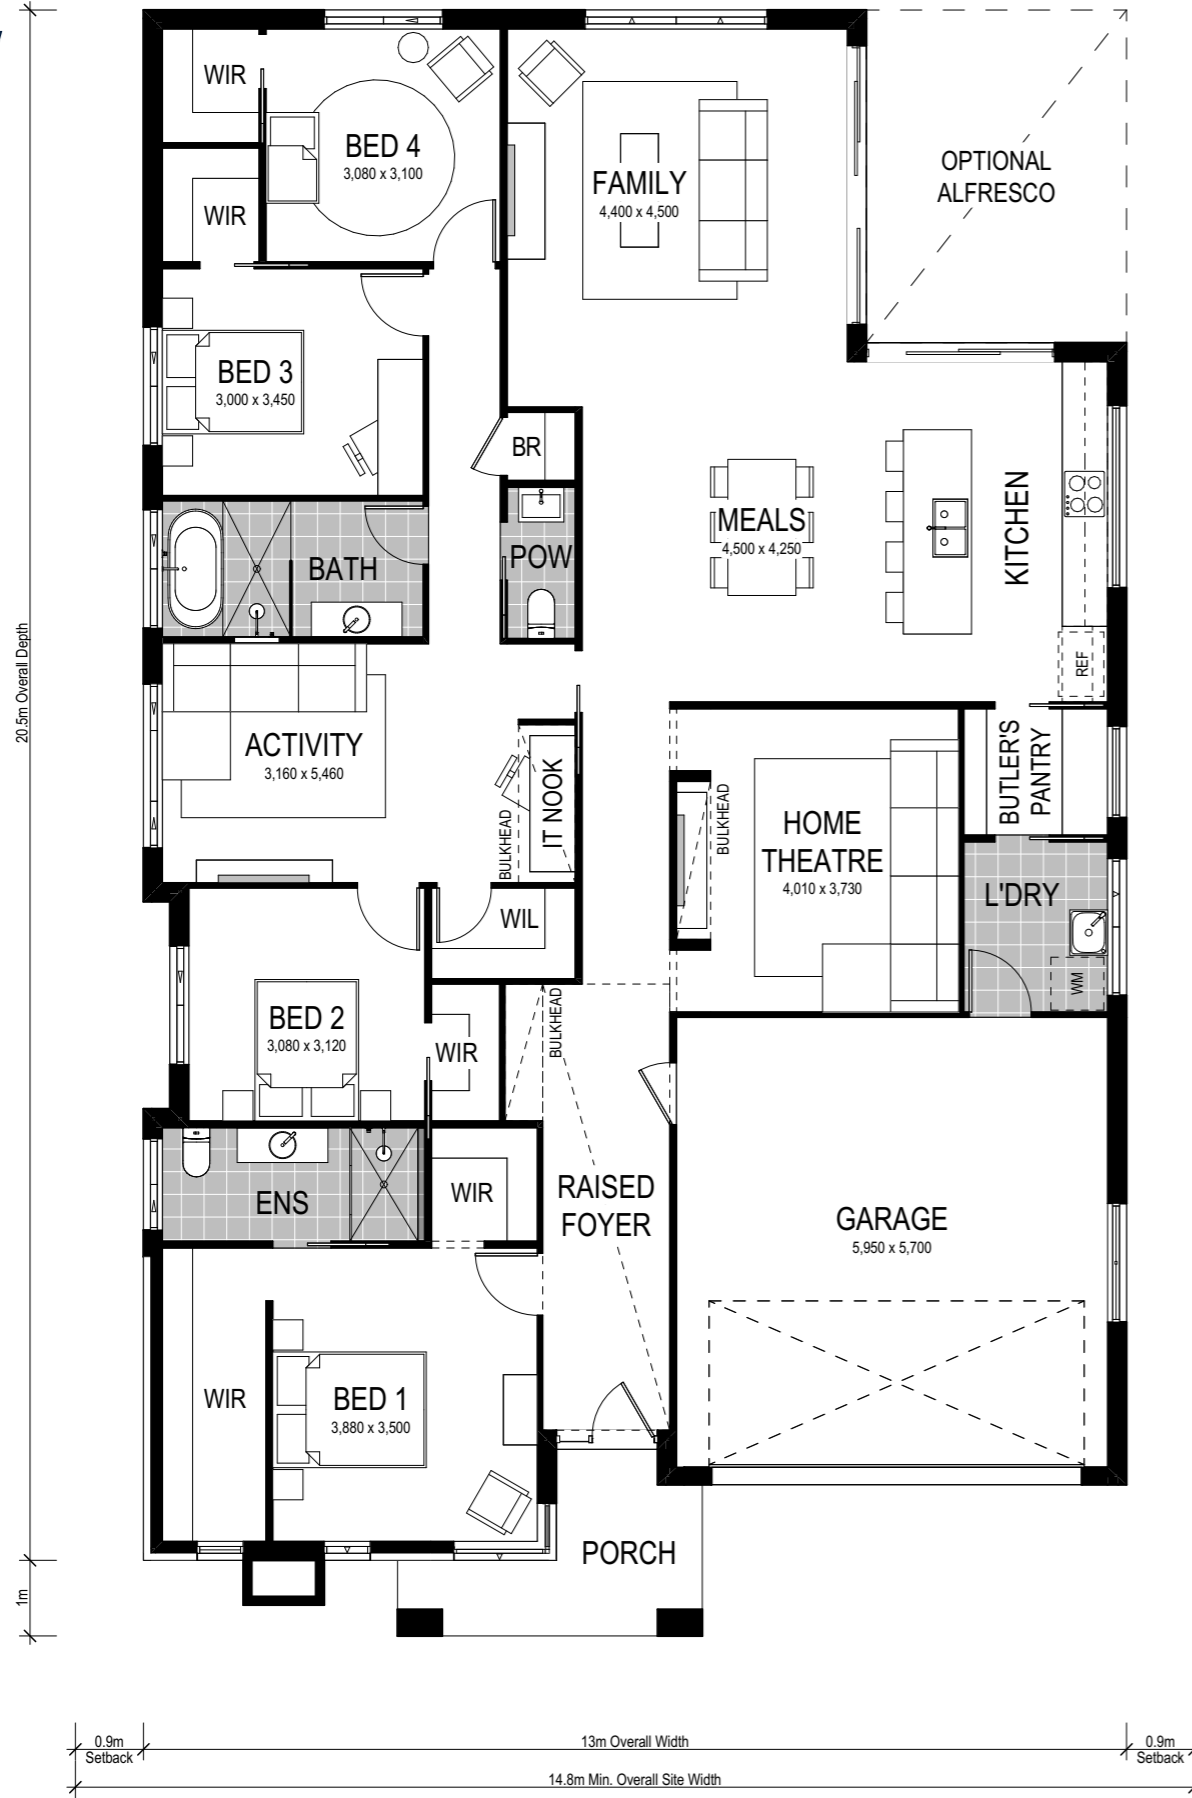 WIR
BED 4
3,080 x 3,100
FAMILY
4,400 x 4,500
OPTIONAL
ALFRESCO
WIR
BED 3
3,000 x 3,450
BR
MEALS
4,500 x 4,250
KITCHEN
BATH
POW
REF
20.5m Overall Depth
ACTIVITY
3,160 x 5,460
IT NOOK
BULKHEAD
BULKHEAD
HOME
THEATRE
4,010 x 3,730
BUTLER'S
PANTRY
L'DRY
WM
WIL
BED 2
3,080 x 3,120
WIR
BULKHEAD
ENS
WIR
RAISED
FOYER
GARAGE
5,950 x 5,700
WIR
BED 1
3,880 x 3,500
PORCH
1m
0.9m
Setback
13m Overall Width
0.9m
Setback
14.8m Min. Overall Site Width